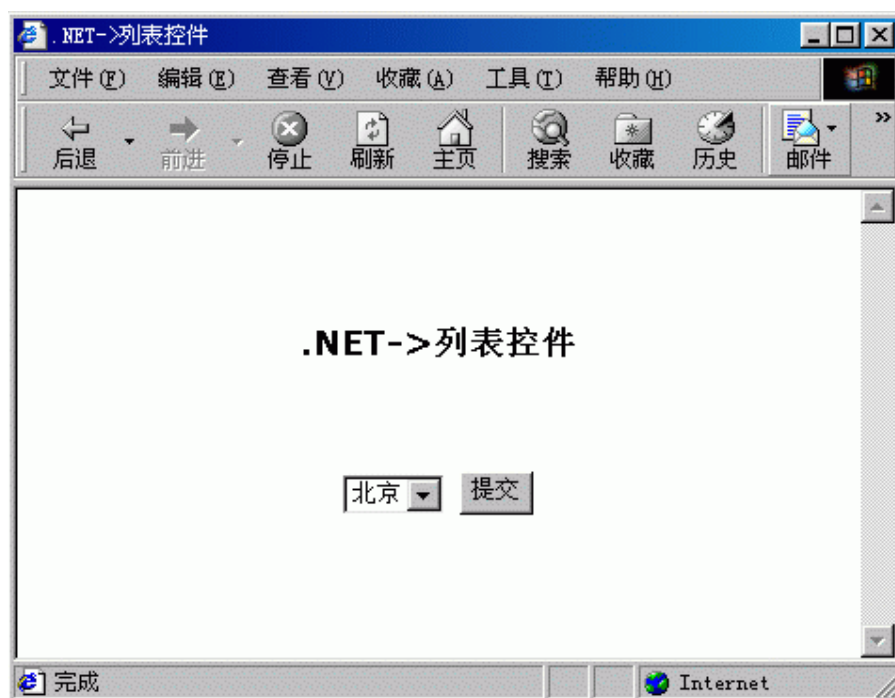 .NET->列表控件
文件(F) 编辑(E) 查看(V) 收藏(A) 工具(T) 帮助(H)
后退 前进 停止 刷新 主页 搜索 收藏 历史 邮件 »
.NET->列表控件
北京 提交
完成 Internet